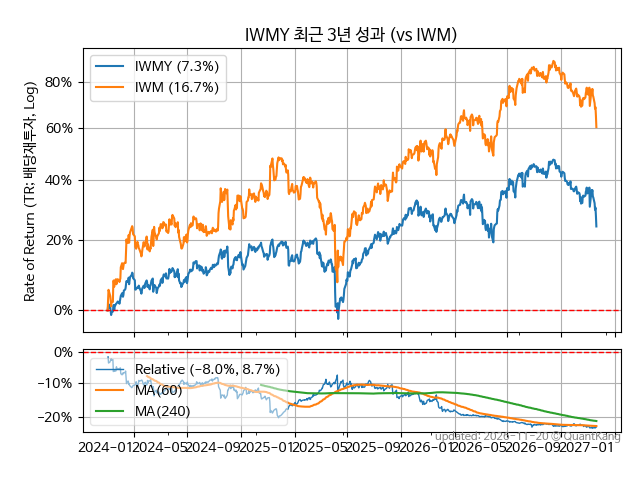 IWMY 최근 3년 성과 (vs IWM)
Rate of Return (TR: 배당재투자, Log)
IWMY (7.3%)
IWM (16.7%)
80%
60%
40%
20%
0%
0%
−10%
−20%
Relative (−8.0%, 8.7%)
MA(60)
MA(240)
2024−01 2024−05 2024−09 2025−01 2025−05 2025−09 2026−01 2026−05 2026−09 2027−01
updated: 2026−11−20 © QuantKang